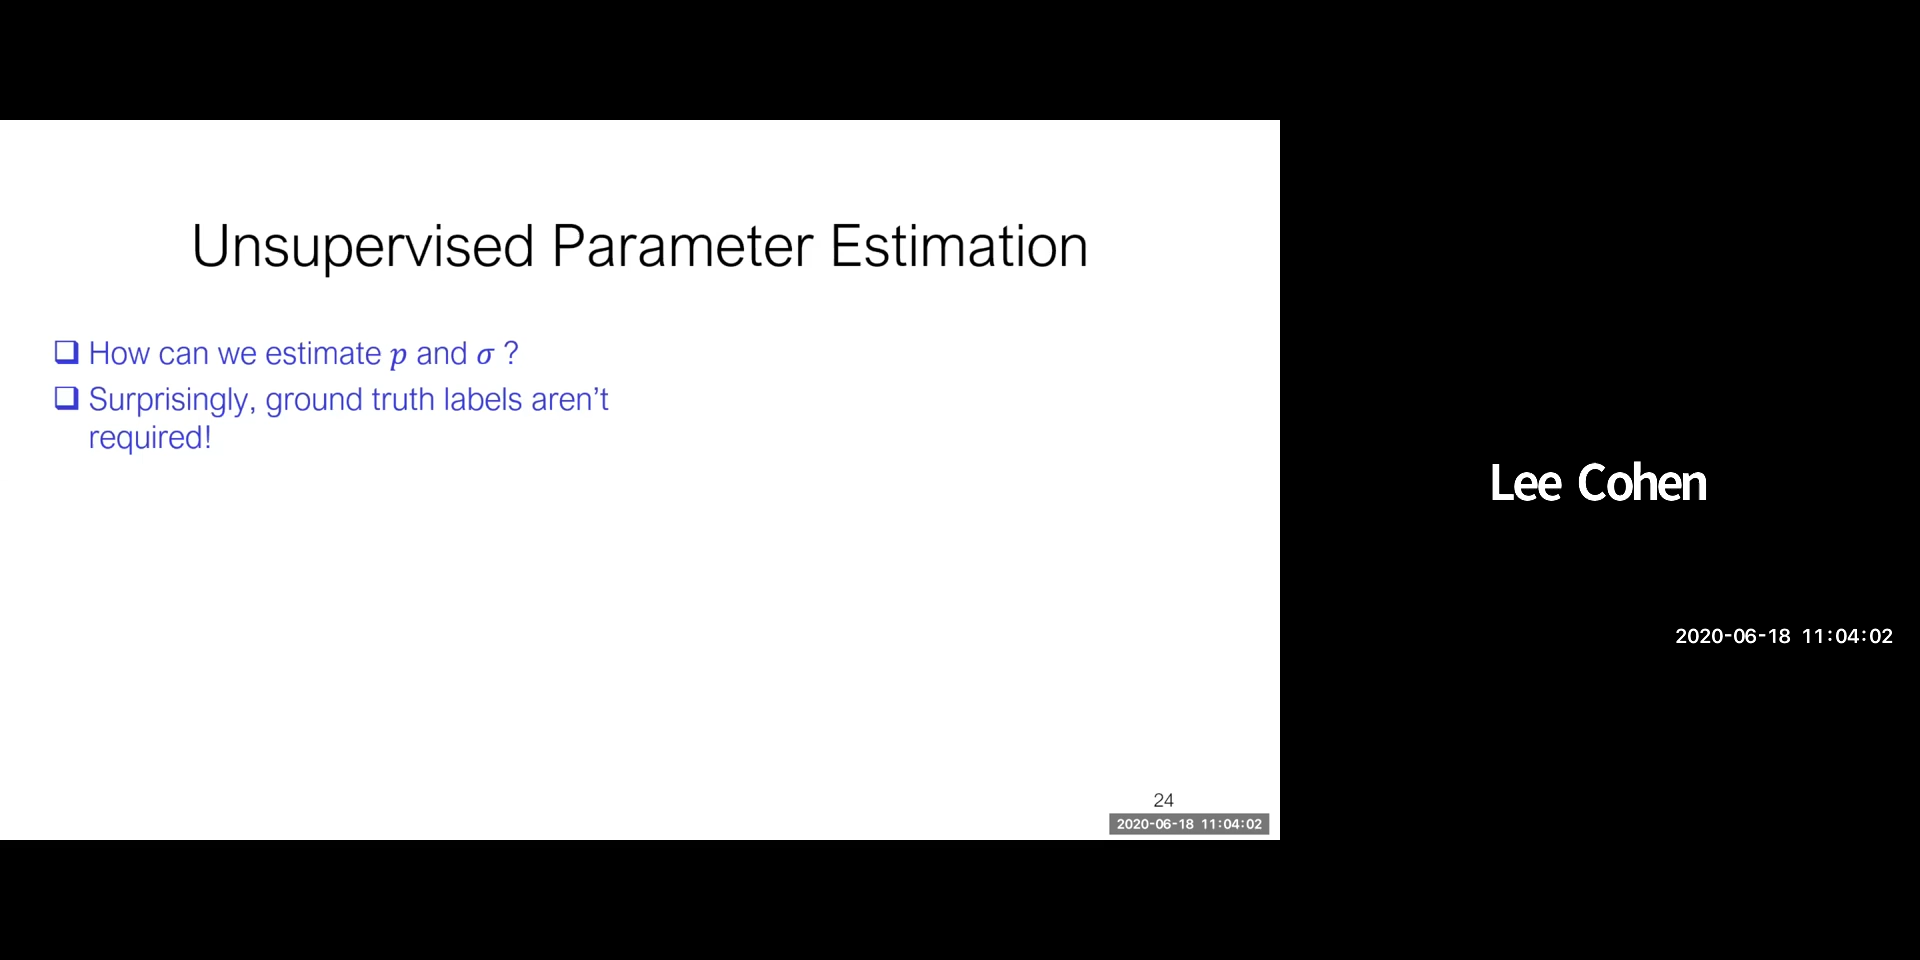 Unsupervised Parameter Estimation
❑ How can we estimate p and σ ?
❑ Surprisingly, ground truth labels aren’t
required!
24
2020-06-18 11:04:02
Lee Cohen
2020-06-18 11:04:02